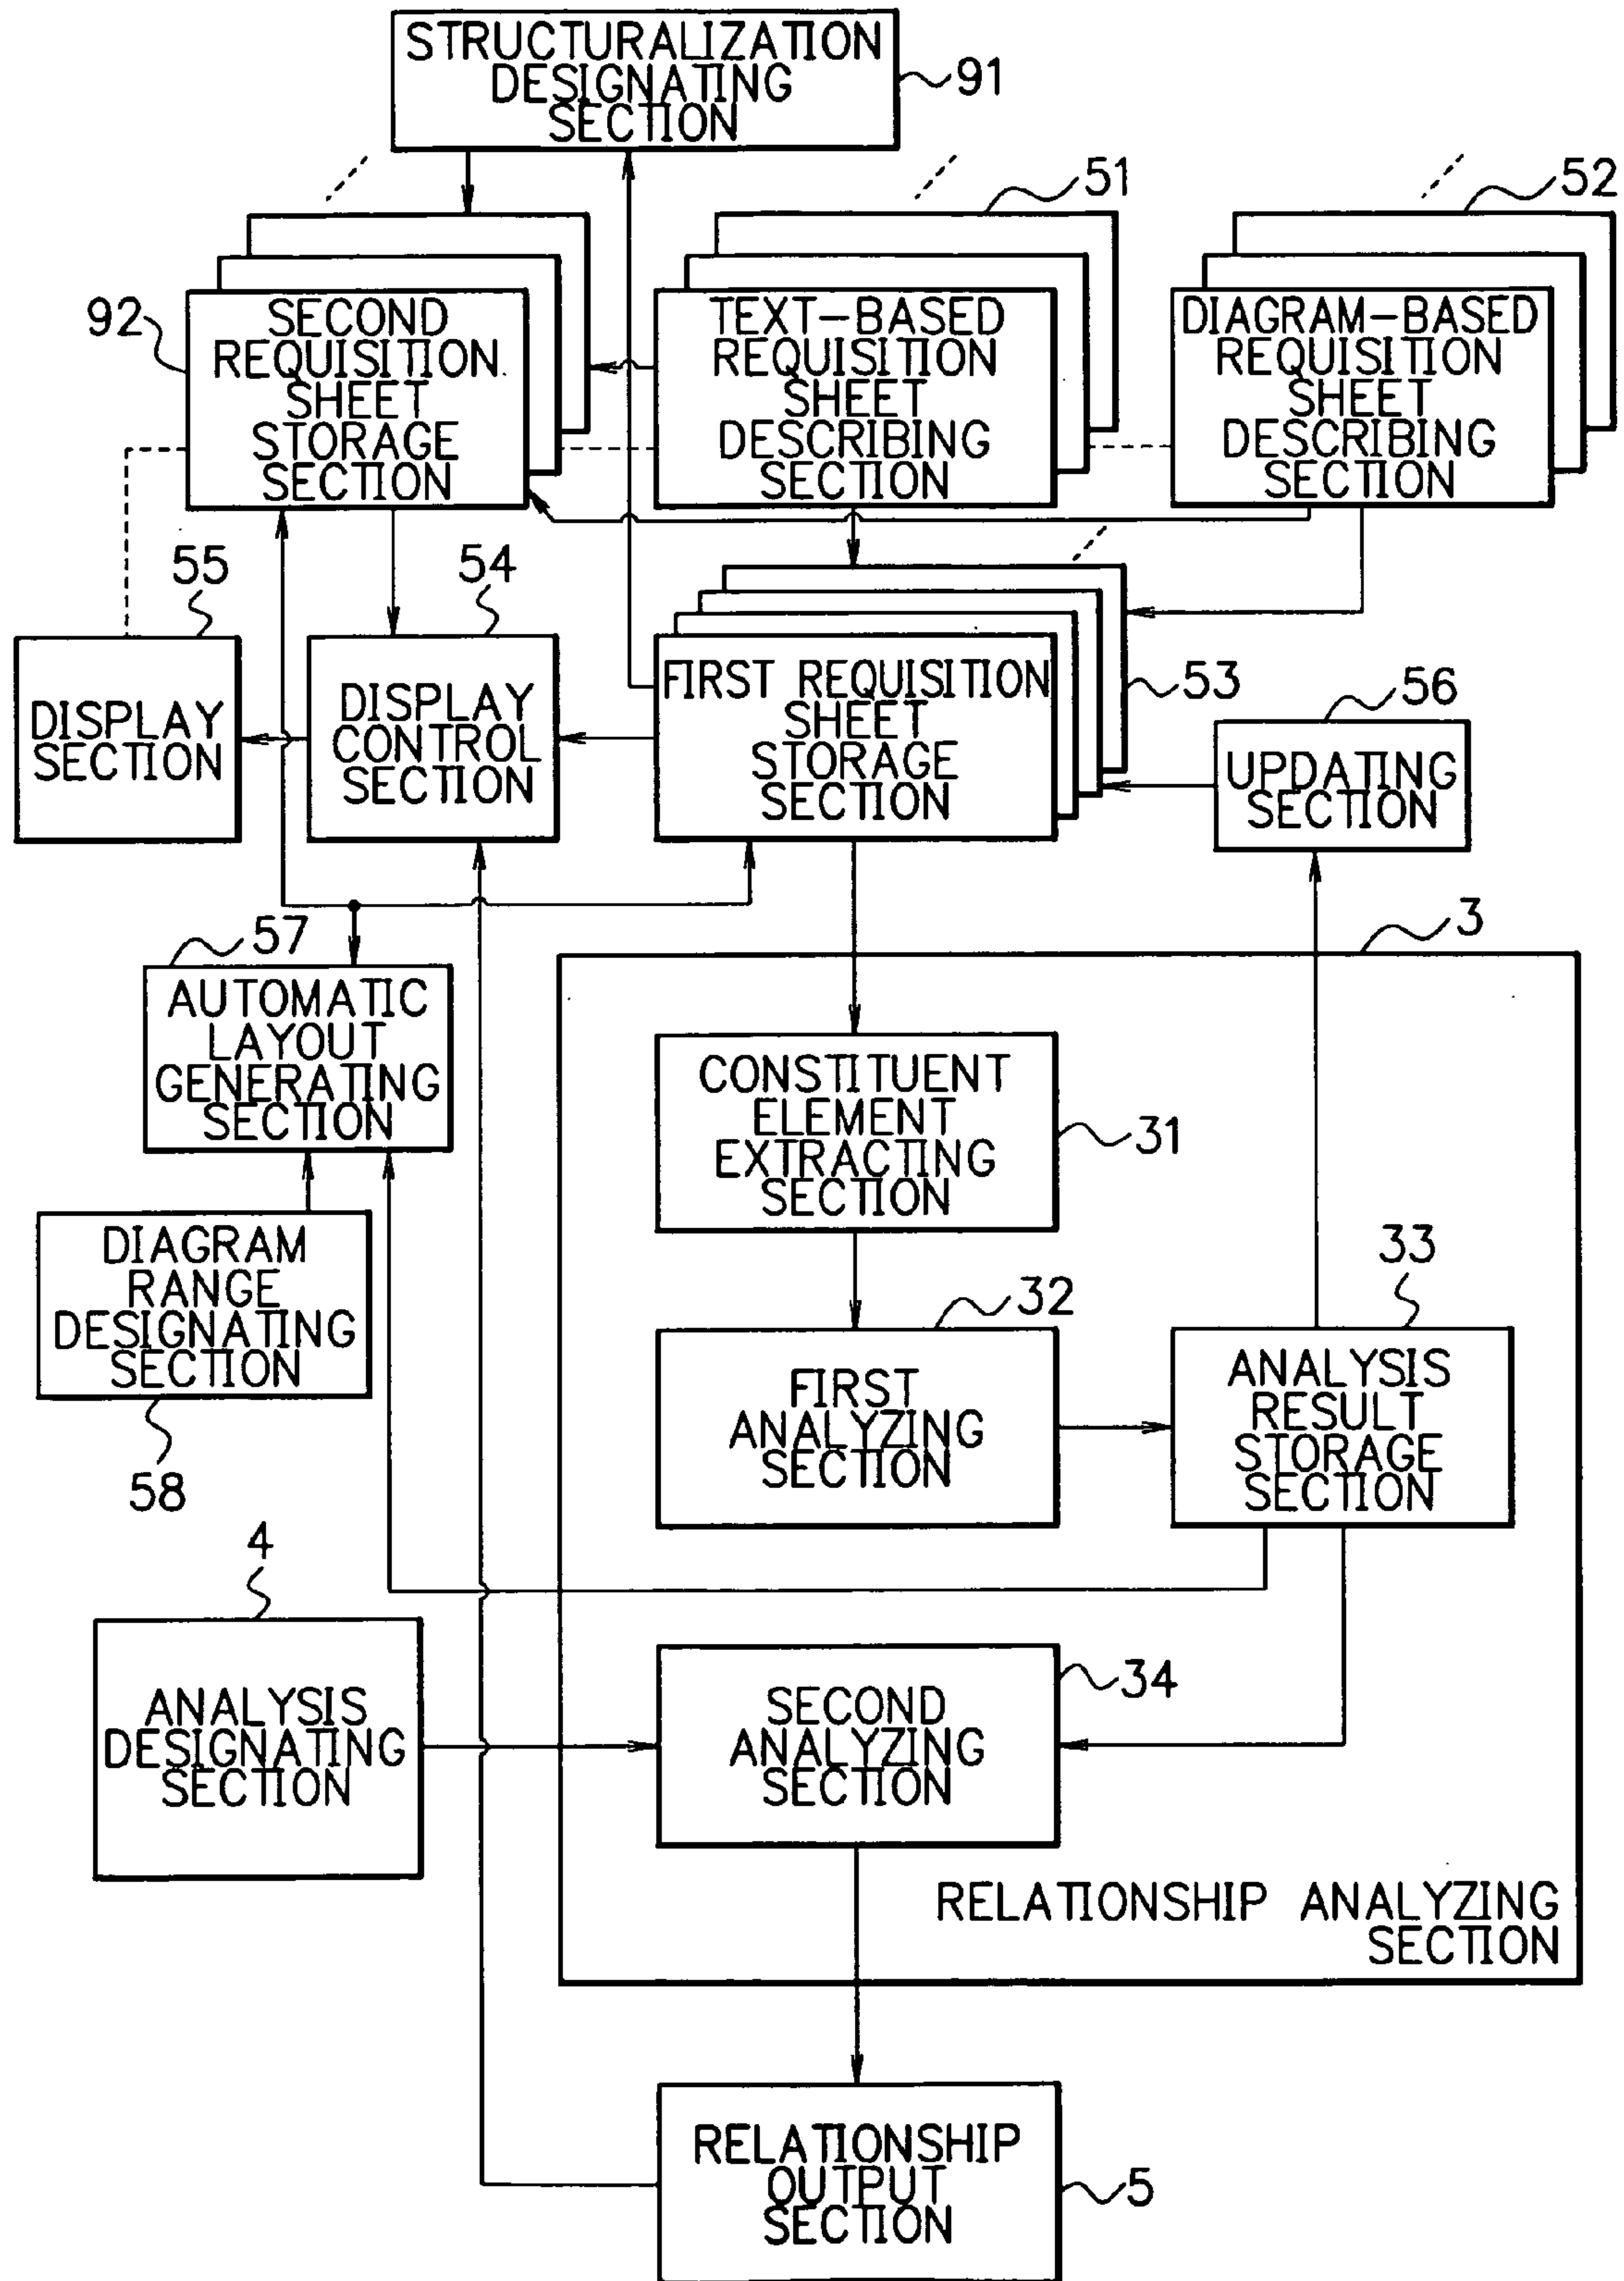 STRUCTURALIZATION
DESIGNATING
SECTION
91
51
52
92
SECOND
REQUISITION
SHEET
STORAGE
SECTION
TEXT-BASED
REQUISITION
SHEET
DESCRIBING
SECTION
DIAGRAM-BASED
REQUISITION
SHEET
DESCRIBING
SECTION
55
54
DISPLAY
SECTION
DISPLAY
CONTROL
SECTION
FIRST REQUISITION
SHEET
STORAGE
SECTION
53
56
UPDATING
SECTION
57
3
AUTOMATIC
LAYOUT
GENERATING
SECTION
CONSTITUENT
ELEMENT
EXTRACTING
SECTION
31
DIAGRAM
RANGE
DESIGNATING
SECTION
58
32
33
FIRST
ANALYZING
SECTION
ANALYSIS
RESULT
STORAGE
SECTION
4
ANALYSIS
DESIGNATING
SECTION
SECOND
ANALYZING
SECTION
34
RELATIONSHIP ANALYZING
SECTION
RELATIONSHIP
OUTPUT
SECTION
5